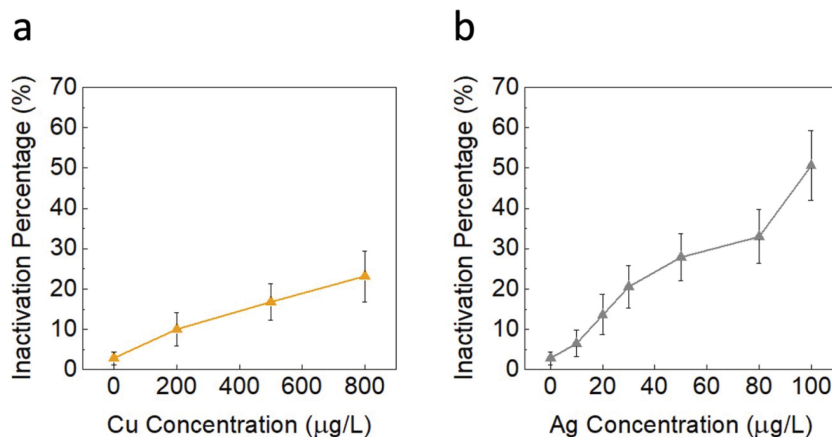 a
Inactivation Percentage (%)
70
60
50
40
30
20
10
0
0 200 400 600 800
Cu Concentration (μg/L)
b
Inactivation Percentage (%)
70
60
50
40
30
20
10
0
0 20 40 60 80 100
Ag Concentration (μg/L)